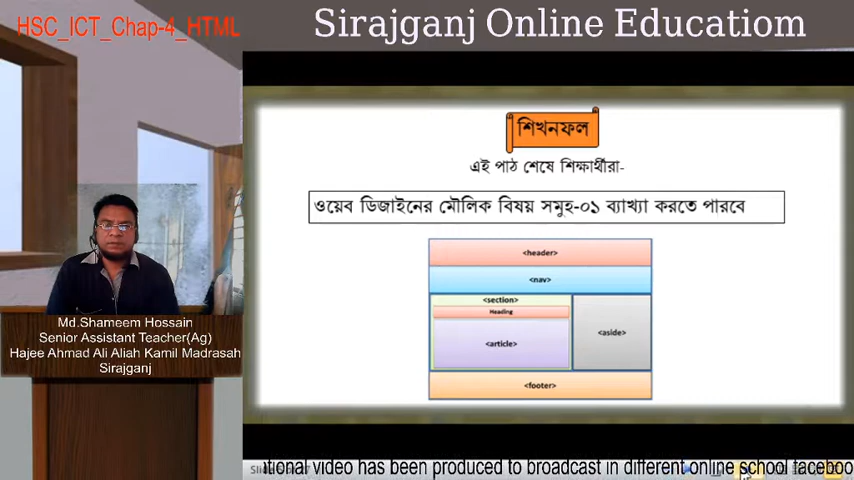 HSC_ICT_Chap-4_HTML
Sirajganj Online Educatiom
শিখনফল
এই পাঠ শেষে শিক্ষার্থীরা-
ওয়েব ডিজাইনের মৌলিক বিষয় সমুহ-০১ ব্যাখ্যা করতে পারবে
<header>
<nav>
<section>
Heading
<article>
<aside>
<footer>
Md.Shameem Hossain
Senior Assistant Teacher(Ag)
Hajee Ahmad Ali Aliah Kamil Madrasah
Sirajganj
tional video has been produced to broadcast in different online school faceboo